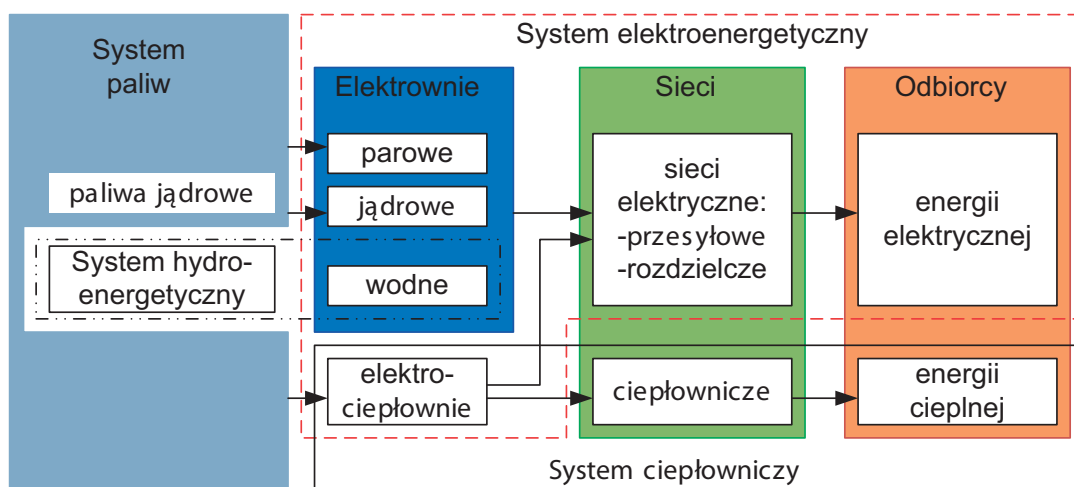 System
paliw
paliwa jądrowe
System hydro-
energetyczny
System elektroenergetyczny
Elektrownie
parowe
jądrowe
wodne
elektro-
ciepłownie
Sieci
sieci
elektryczne:
-przesyłowe
-rozdzielcze
ciepłownicze
Odbiorcy
energii
elektrycznej
energii
cieplnej
System ciepłowniczy